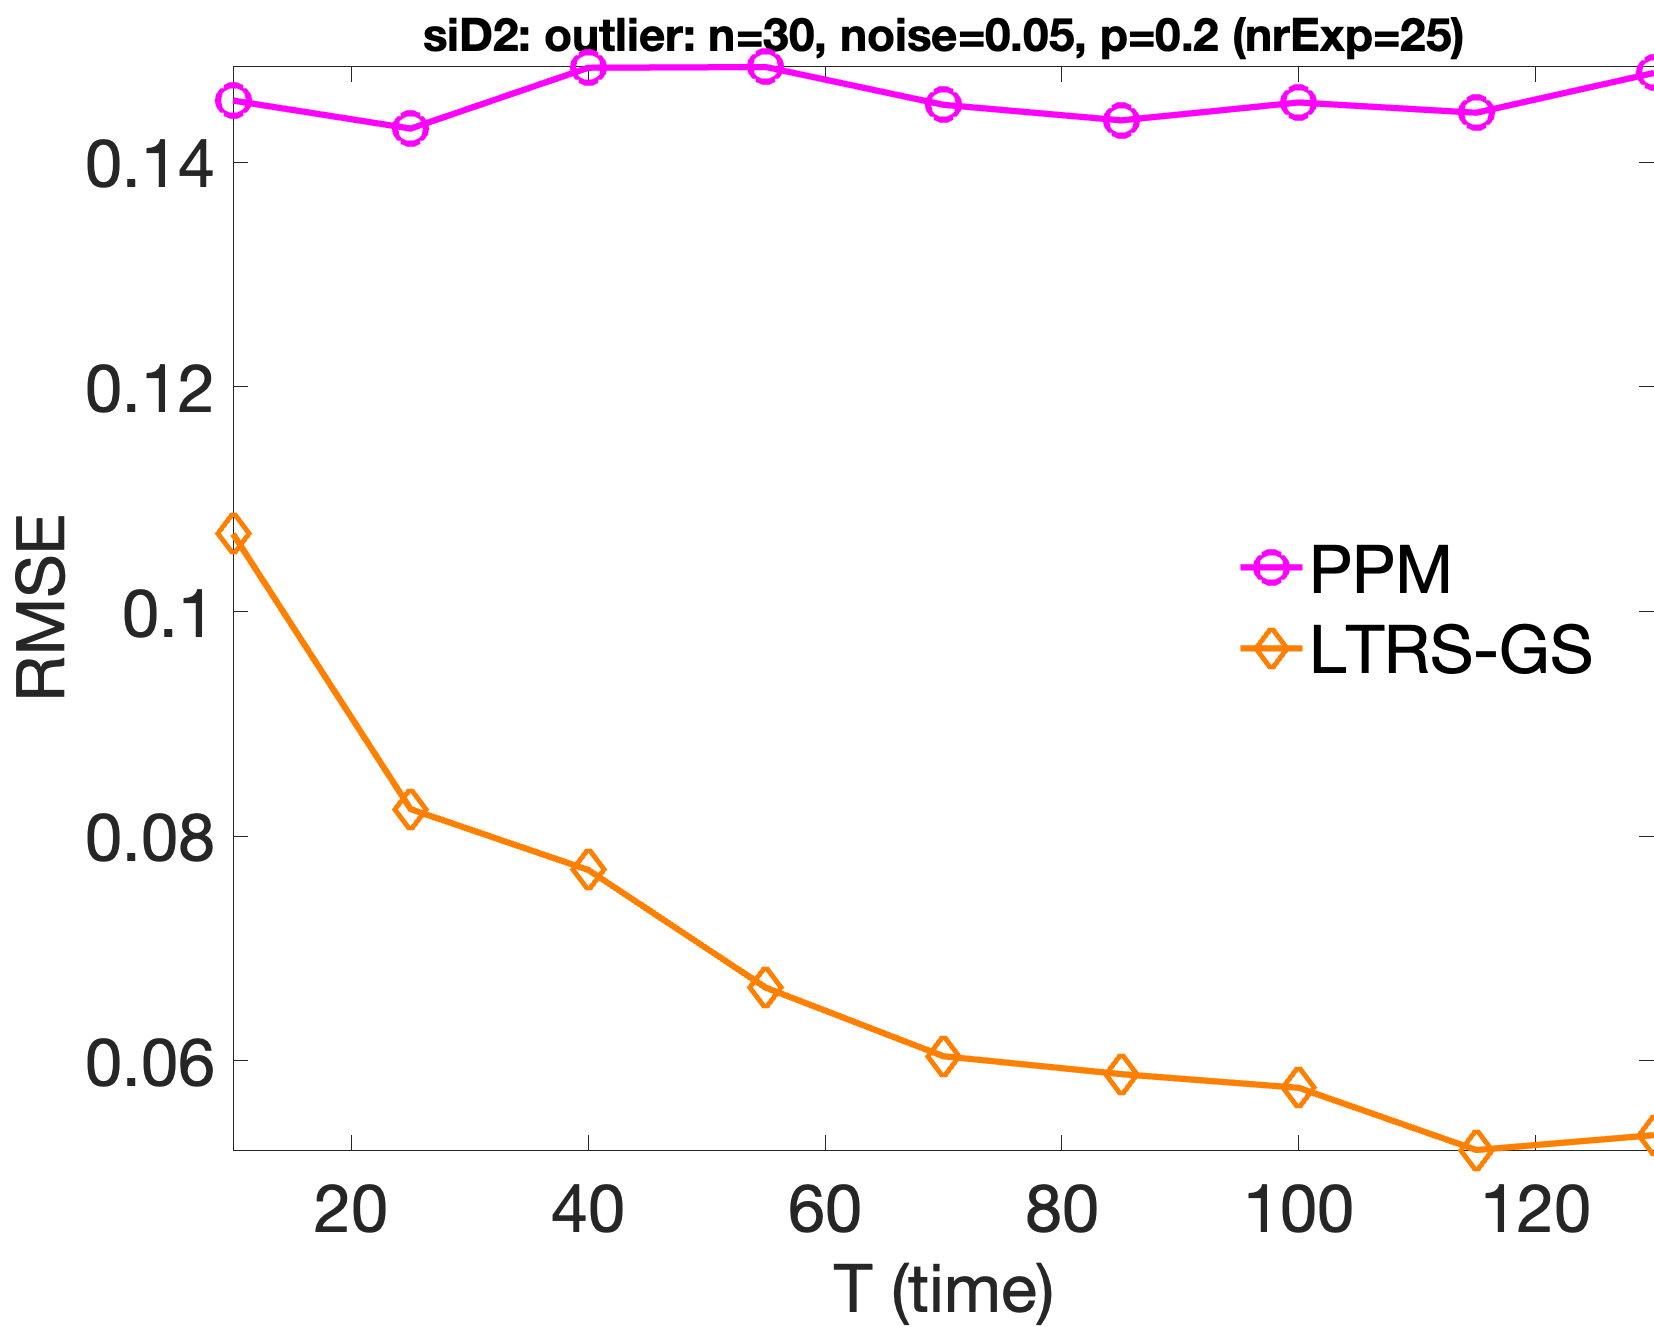 siD2: outlier: n=30, noise=0.05, p=0.2 (nrExp=25)
0.14
0.12
0.1
0.08
0.06
RMSE
PPM
LTRS-GS
20 40 60 80 100 120
T (time)